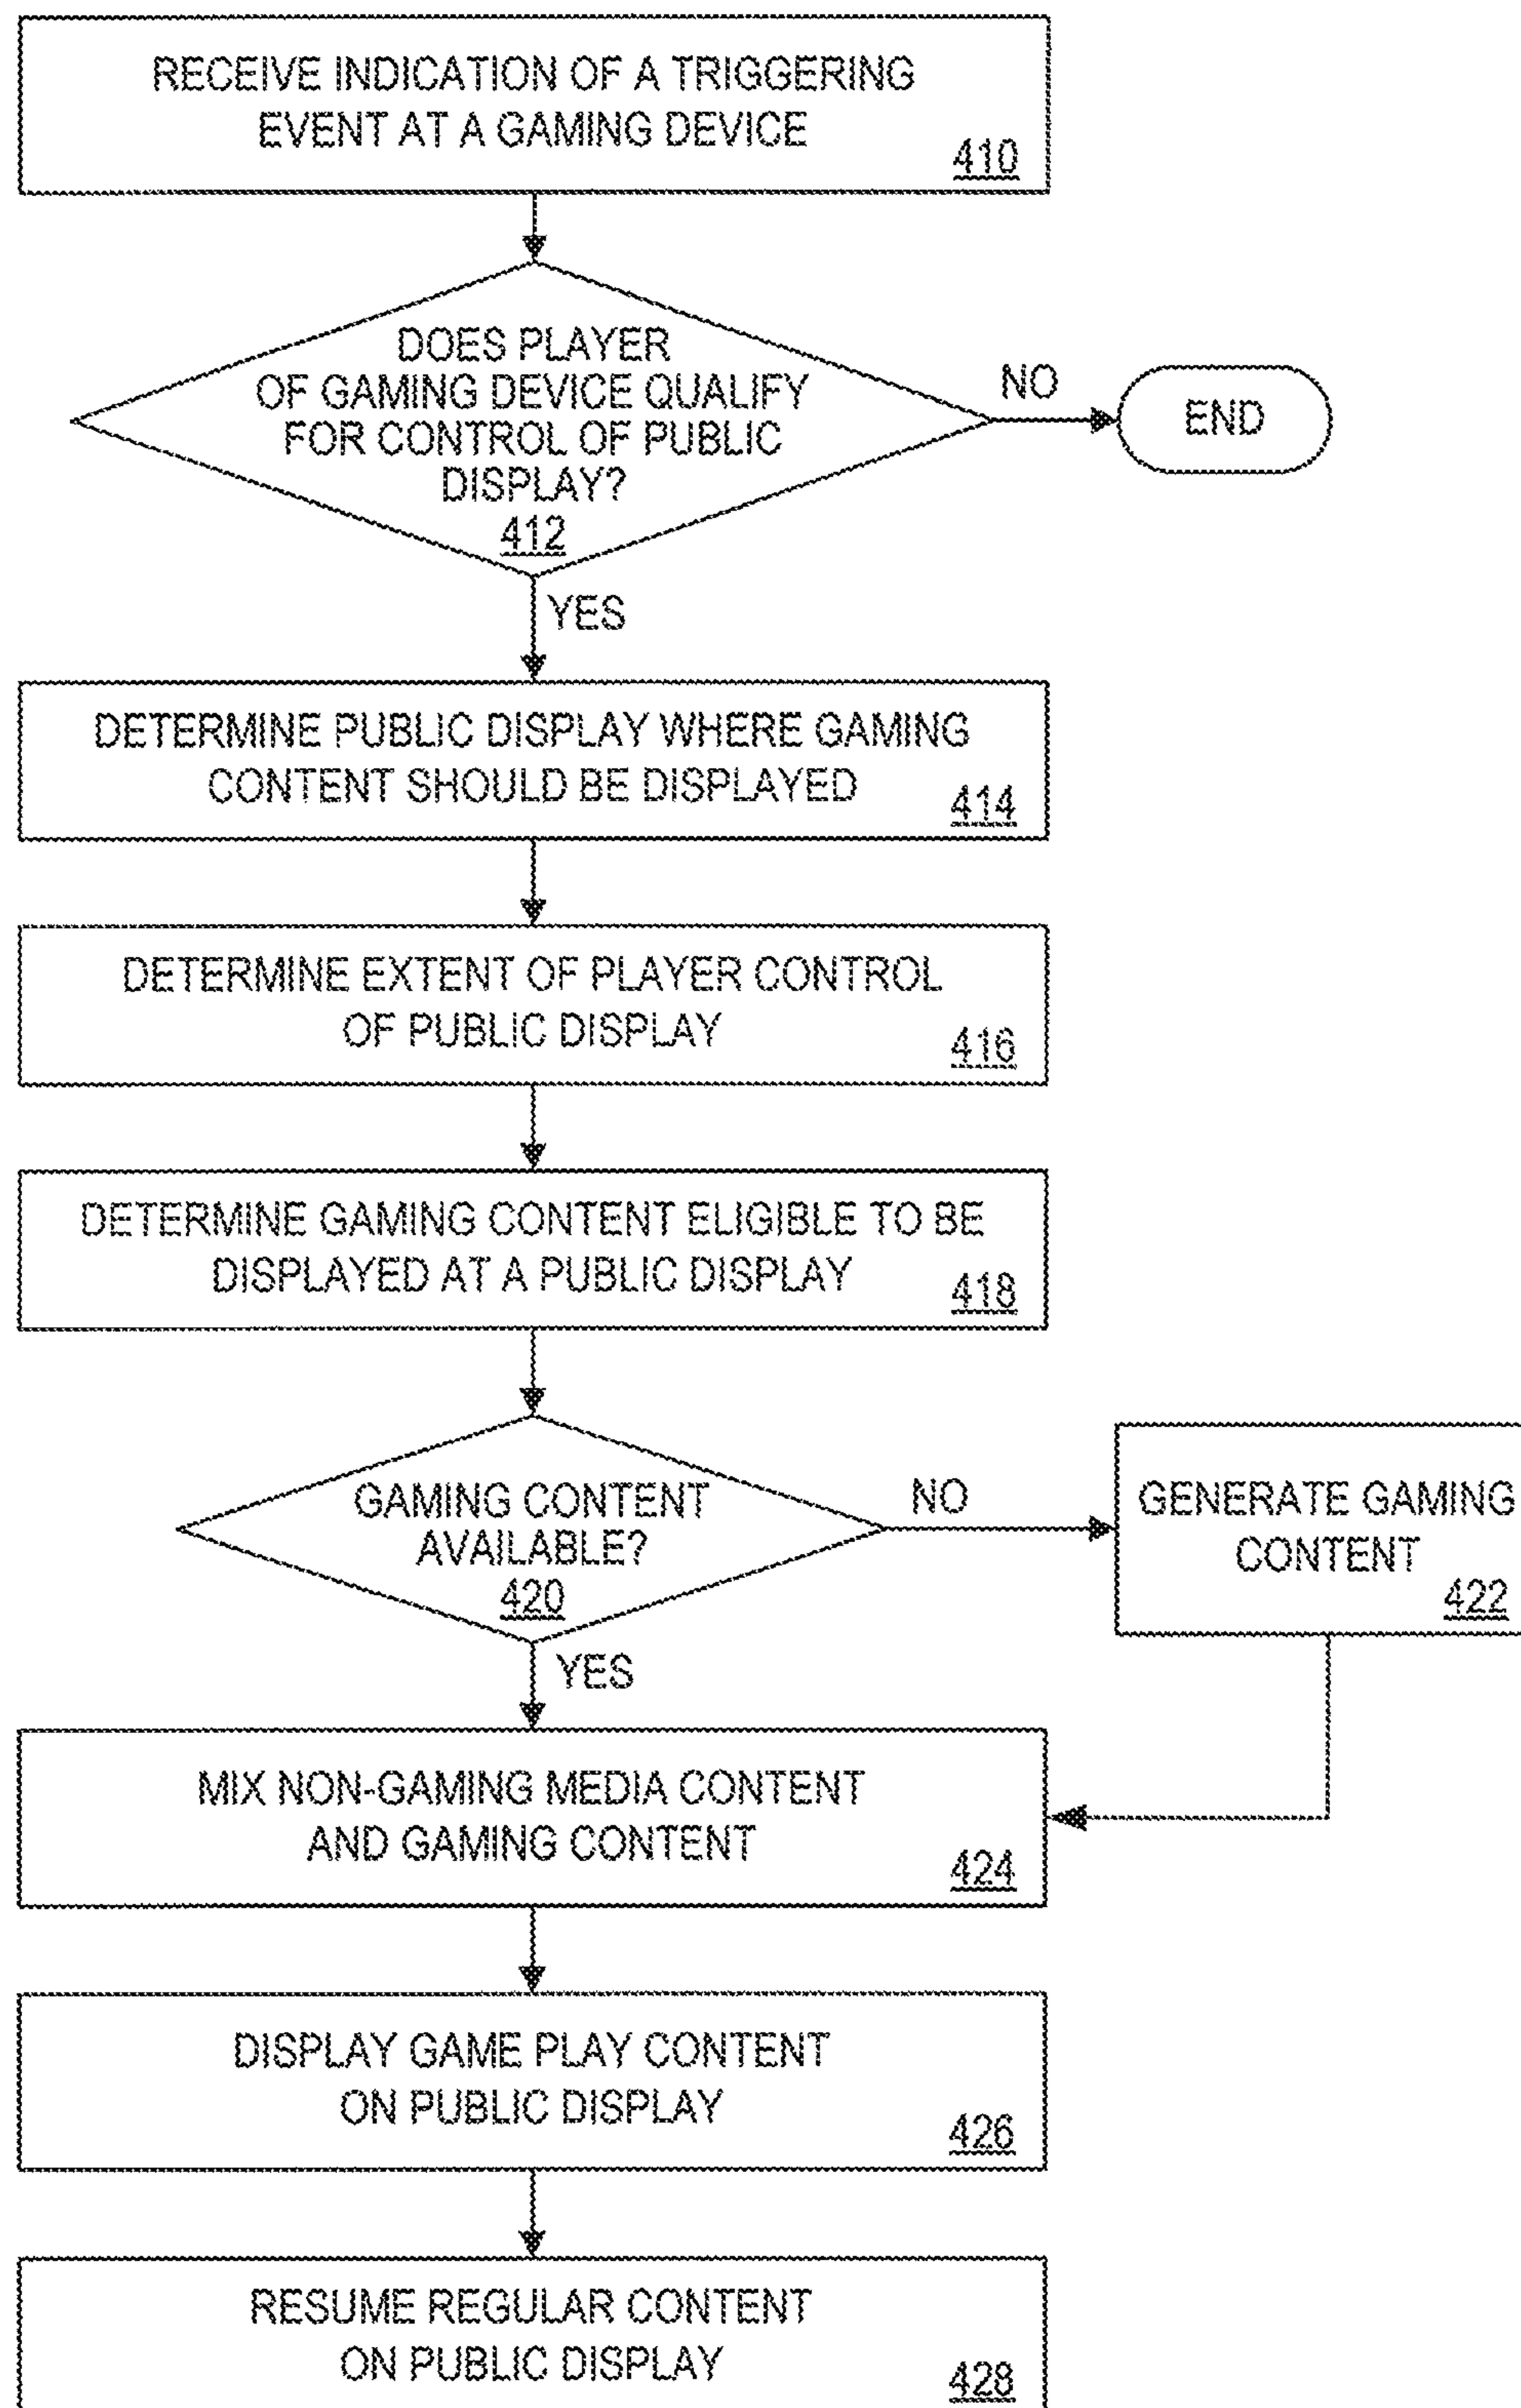 RECEIVE INDICATION OF A TRIGGERING
EVENT AT A GAMING DEVICE
410
DOES PLAYER
OF GAMING DEVICE QUALIFY
FOR CONTROL OF PUBLIC
DISPLAY?
412
NO
END
YES
DETERMINE PUBLIC DISPLAY WHERE GAMING
CONTENT SHOULD BE DISPLAYED
414
DETERMINE EXTENT OF PLAYER CONTROL
OF PUBLIC DISPLAY
416
DETERMINE GAMING CONTENT ELIGIBLE TO BE
DISPLAYED AT A PUBLIC DISPLAY
418
GAMING CONTENT
AVAILABLE?
420
NO
GENERATE GAMING
CONTENT
422
YES
MIX NON-GAMING MEDIA CONTENT
AND GAMING CONTENT
424
DISPLAY GAME PLAY CONTENT
ON PUBLIC DISPLAY
426
RESUME REGULAR CONTENT
ON PUBLIC DISPLAY
428